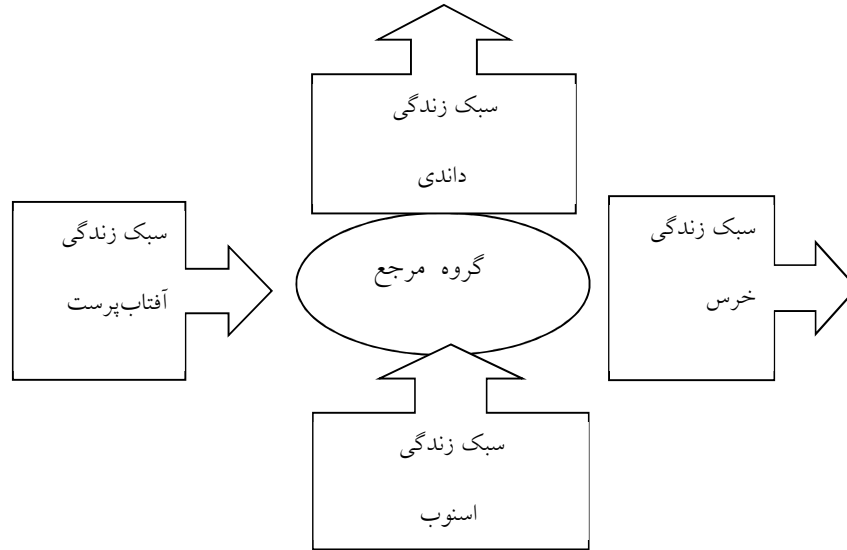 سبک زندگی
داندی
سبک زندگی
خرس
گروه مرجع
سبک زندگی
آفتاب‌پرست
سبک زندگی
اسنوب